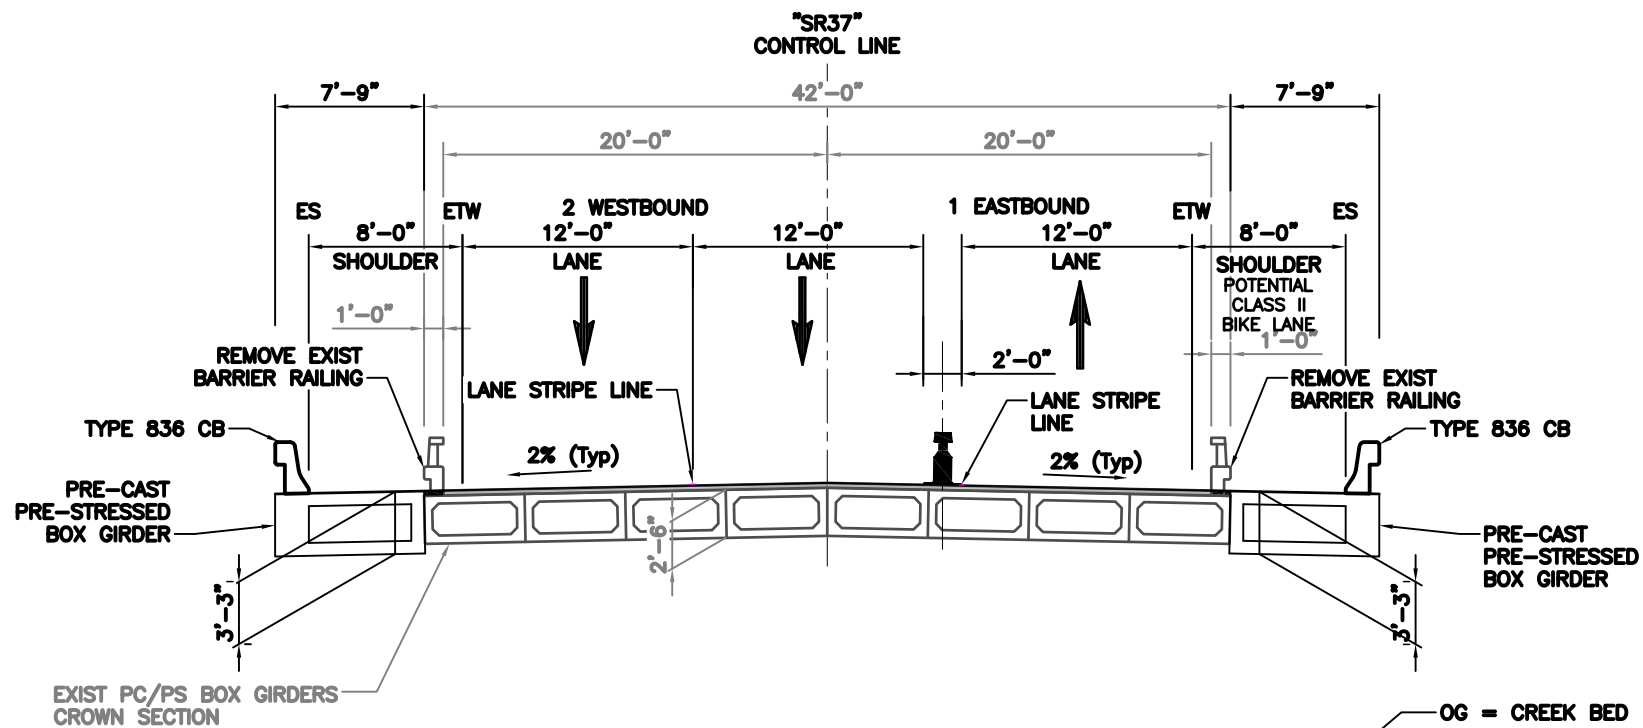 "SR37"
CONTROL LINE
7'-9"
42'-0"
7'-9"
20'-0"
20'-0"
ES
ETW
2 WESTBOUND
1 EASTBOUND
ETW
ES
8'-0"
12'-0"
12'-0"
12'-0"
8'-0"
SHOULDER
LANE
LANE
LANE
SHOULDER
POTENTIAL
CLASS II
BIKE LANE
1'-0"
1'-0"
REMOVE EXIST
BARRIER RAILING
2'-0"
REMOVE EXIST
BARRIER RAILING
LANE STRIPE LINE
LANE STRIPE
LINE
TYPE 836 CB
TYPE 836 CB
2% (Typ)
2% (Typ)
PRE-CAST
PRE-STRESSED
BOX GIRDER
2'-6"
PRE-CAST
PRE-STRESSED
BOX GIRDER
3'-3"
3'-3"
EXIST PC/PS BOX GIRDERS
CROWN SECTION
OG = CREEK BED